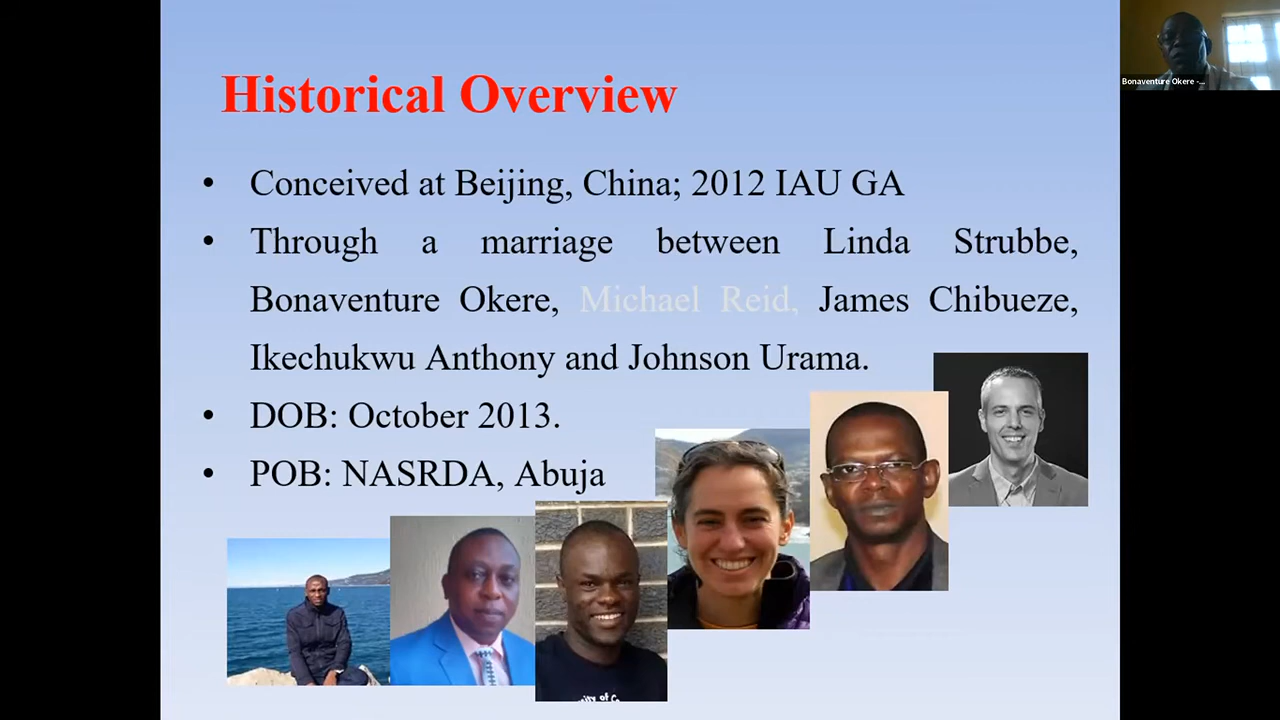 Historical Overview
• Conceived at Beijing, China; 2012 IAU GA
• Through a marriage between Linda Strubbe,
Bonaventure Okere, Michael Reid, James Chibueze,
Ikechukwu Anthony and Johnson Urama.
• DOB: October 2013.
• POB: NASRDA, Abuja
Bonaventure Okere -...